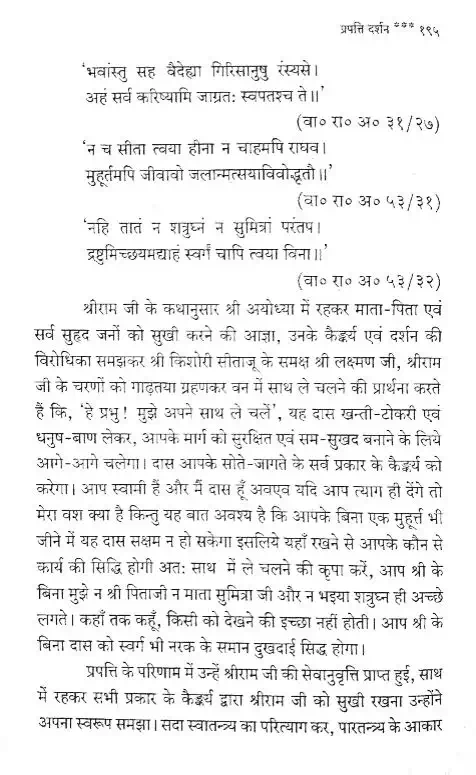 प्रपत्ति दर्शन *** १९५
'भवांस्तु सह वैदेह्या गिरिसानुषु रंस्यसे।
अहं सर्व करिष्यामि जाग्रतः स्वपतश्च ते॥'
(वा० रा० अ० ३१/२७)
'न च सीता त्वया हीना न चाहमपि राघव।
मुहूर्तमपि जीवावो जलान्मत्सयाविवोद्धृतौ॥'
(वा० रा० अ० ५३/३१)
'नहि तातं न शत्रुघ्नं न सुमित्रां परंतप।
द्रष्टुमिच्छयमद्याहं स्वर्गं चापि त्वया विना॥'
(वा० रा० अ० ५३/३२)
श्रीराम जी के कथानुसार श्री अयोध्या में रहकर माता-पिता एवं
सर्व सुहृद जनों को सुखी करने की आज्ञा, उनके कैङ्कर्य एवं दर्शन की
विरोधिका समझकर श्री किशोरी सीताजू के समक्ष श्री लक्ष्मण जी, श्रीराम
जी के चरणों को गाढ़तया ग्रहणकर वन में साथ ले चलने की प्रार्थना करते
हैं कि, 'हे प्रभु! मुझे अपने साथ ले चलें', यह दास खन्ती-टोकरी एवं
धनुष-बाण लेकर, आपके मार्ग को सुरक्षित एवं सम-सुखद बनाने के लिये
आगे-आगे चलेगा। दास आपके सोते-जागते के सर्व प्रकार के कैङ्कर्य को
करेगा। आप स्वामी हैं और मैं दास हूँ अवएव यदि आप त्याग ही देंगे तो
मेरा वश क्या है किन्तु यह बात अवश्य है कि आपके बिना एक मुहूर्त्त भी
जीने में यह दास सक्षम न हो सकेगा इसलिये यहाँ रखने से आपके कौन से
कार्य की सिद्धि होगी अतः साथ में ले चलने की कृपा करें, आप श्री के
बिना मुझे न श्री पिताजी न माता सुमित्रा जी और न भइया शत्रुघ्न ही अच्छे
लगते। कहाँ तक कहूँ, किसी को देखने की इच्छा नहीं होती। आप श्री के
बिना दास को स्वर्ग भी नरक के समान दुखदाई सिद्ध होगा।
प्रपत्ति के परिणाम में उन्हें श्रीराम जी की सेवानुवृत्ति प्राप्त हुई, साथ
में रहकर सभी प्रकार के कैङ्कर्य द्वारा श्रीराम जी को सुखी रखना उन्होंने
अपना स्वरूप समझा। सदा स्वातन्त्र्य का परित्याग कर, पारतन्त्र्य के आकार